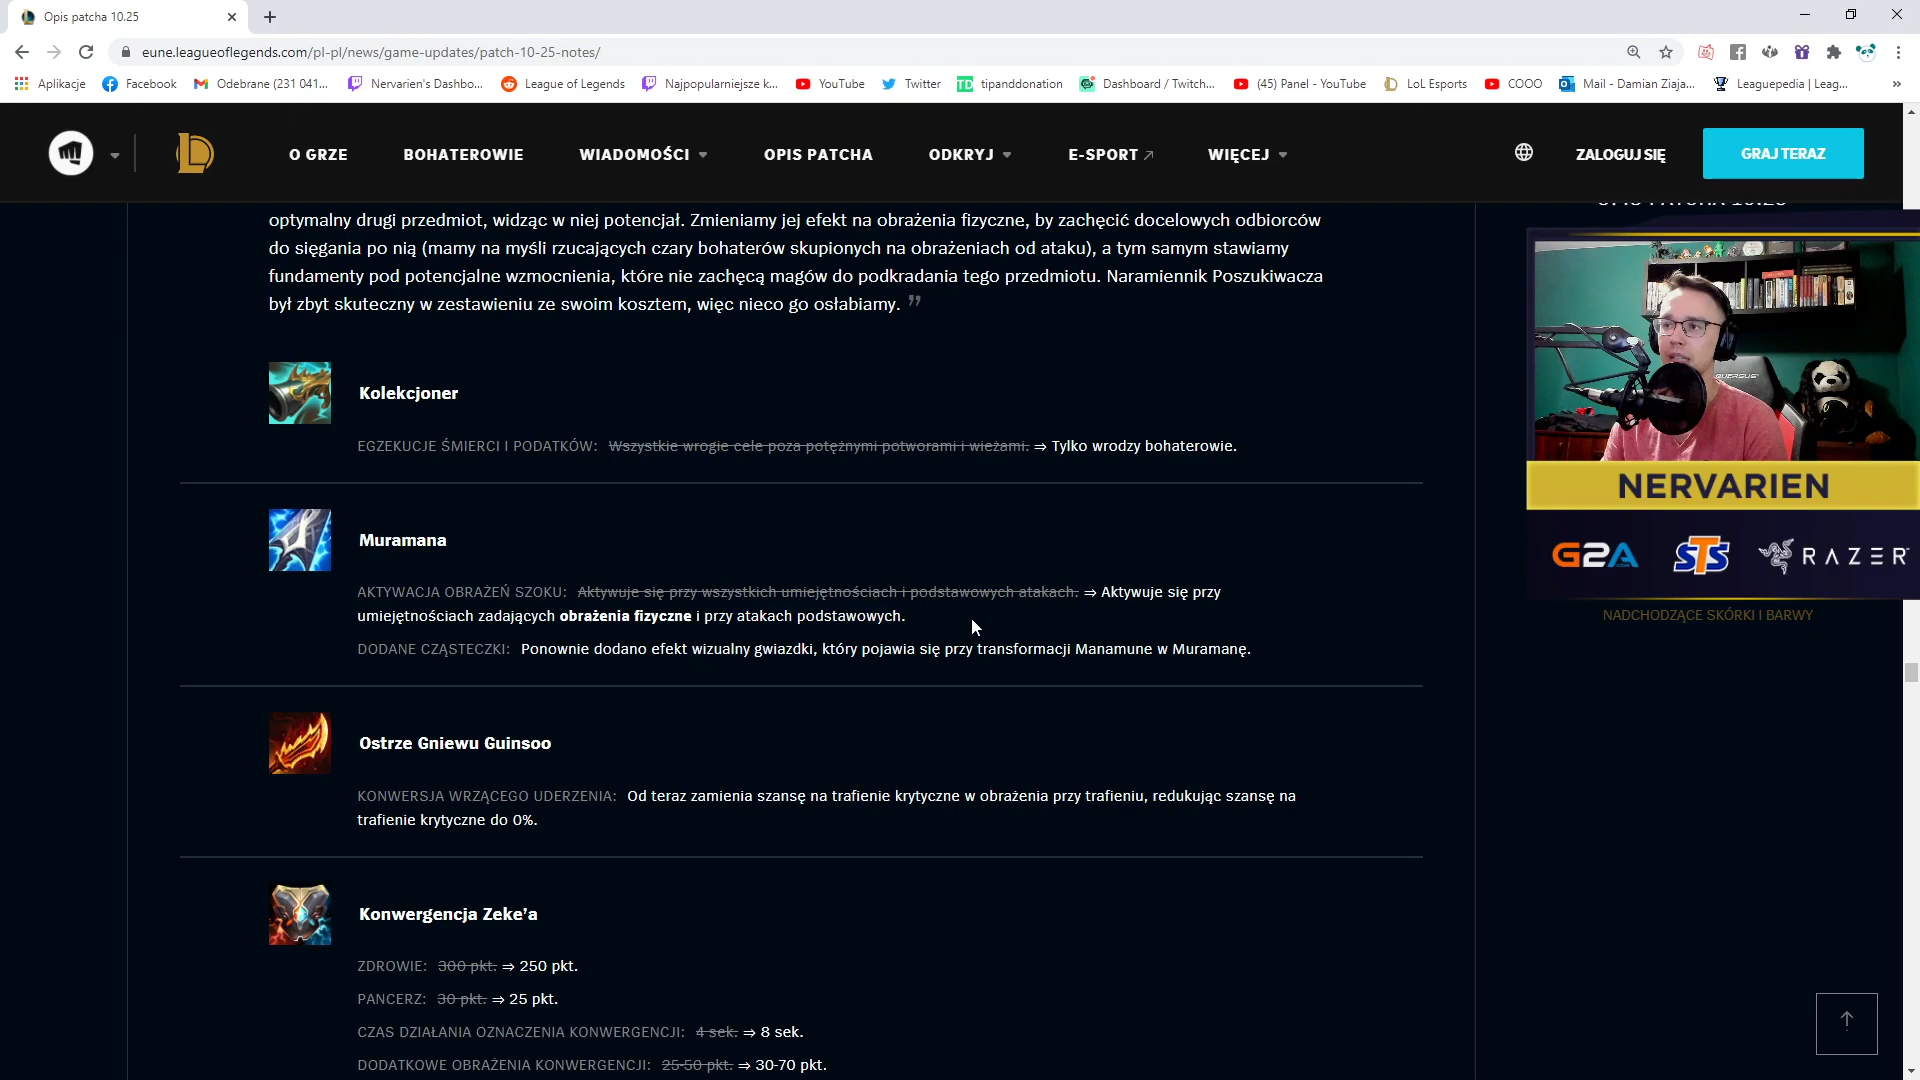 Opis patcha 10.25
eune.leagueoflegends.com/pl-pl/news/game-updates/patch-10-25-notes/
Aplikacje
Facebook
Odebrane (231 041...
Nervarien's Dashbo...
League of Legends
Najpopularniejsze k...
YouTube
Twitter
tipanddonation
Dashboard / Twitch...
(45) Panel - YouTube
LoL Esports
COOO
Mail - Damian Ziaja...
Leaguepedia | Leag...
»
O GRZE
BOHATEROWIE
WIADOMOŚCI
OPIS PATCHA
ODKRYJ
E-SPORT
WIĘCEJ
ZALOGUJ SIĘ
GRAJ TERAZ
optymalny drugi przedmiot, widząc w niej potencjał. Zmieniamy jej efekt na obrażenia fizyczne, by zachęcić docelowych odbiorców
do sięgania po nią (mamy na myśli rzucających czary bohaterów skupionych na obrażeniach od ataku), a tym samym stawiamy
fundamenty pod potencjalne wzmocnienia, które nie zachęcą magów do podkradania tego przedmiotu. Naramiennik Poszukiwacza
był zbyt skuteczny w zestawieniu ze swoim kosztem, więc nieco go osłabiamy. ”
Kolekcjoner
EGZEKUCJE ŚMIERCI I PODATKÓW: Wszystkie wrogie cele poza potężnymi potworami i wieżami. ⇒ Tylko wrodzy bohaterowie.
Muramana
AKTYWACJA OBRAŻEŃ SZOKU: Aktywuje się przy wszystkich umiejętnościach i podstawowych atakach. ⇒ Aktywuje się przy
umiejętnościach zadających obrażenia fizyczne i przy atakach podstawowych.
DODANE CZĄSTECZKI: Ponownie dodano efekt wizualny gwiazdki, który pojawia się przy transformacji Manamune w Muramanę.
Ostrze Gniewu Guinsoo
KONWERSJA WRZĄCEGO UDERZENIA: Od teraz zamienia szansę na trafienie krytyczne w obrażenia przy trafieniu, redukując szansę na
trafienie krytyczne do 0%.
Konwergencja Zeke’a
ZDROWIE: 300 pkt. ⇒ 250 pkt.
PANCERZ: 30 pkt. ⇒ 25 pkt.
CZAS DZIAŁANIA OZNACZENIA KONWERGENCJI: 4 sek. ⇒ 8 sek.
DODATKOWE OBRAŻENIA KONWERGENCJI: 25-50 pkt. ⇒ 30-70 pkt.
NERVARIEN
G2A
STS
RAZER
NADCHODZĄCE SKÓRKI I BARWY